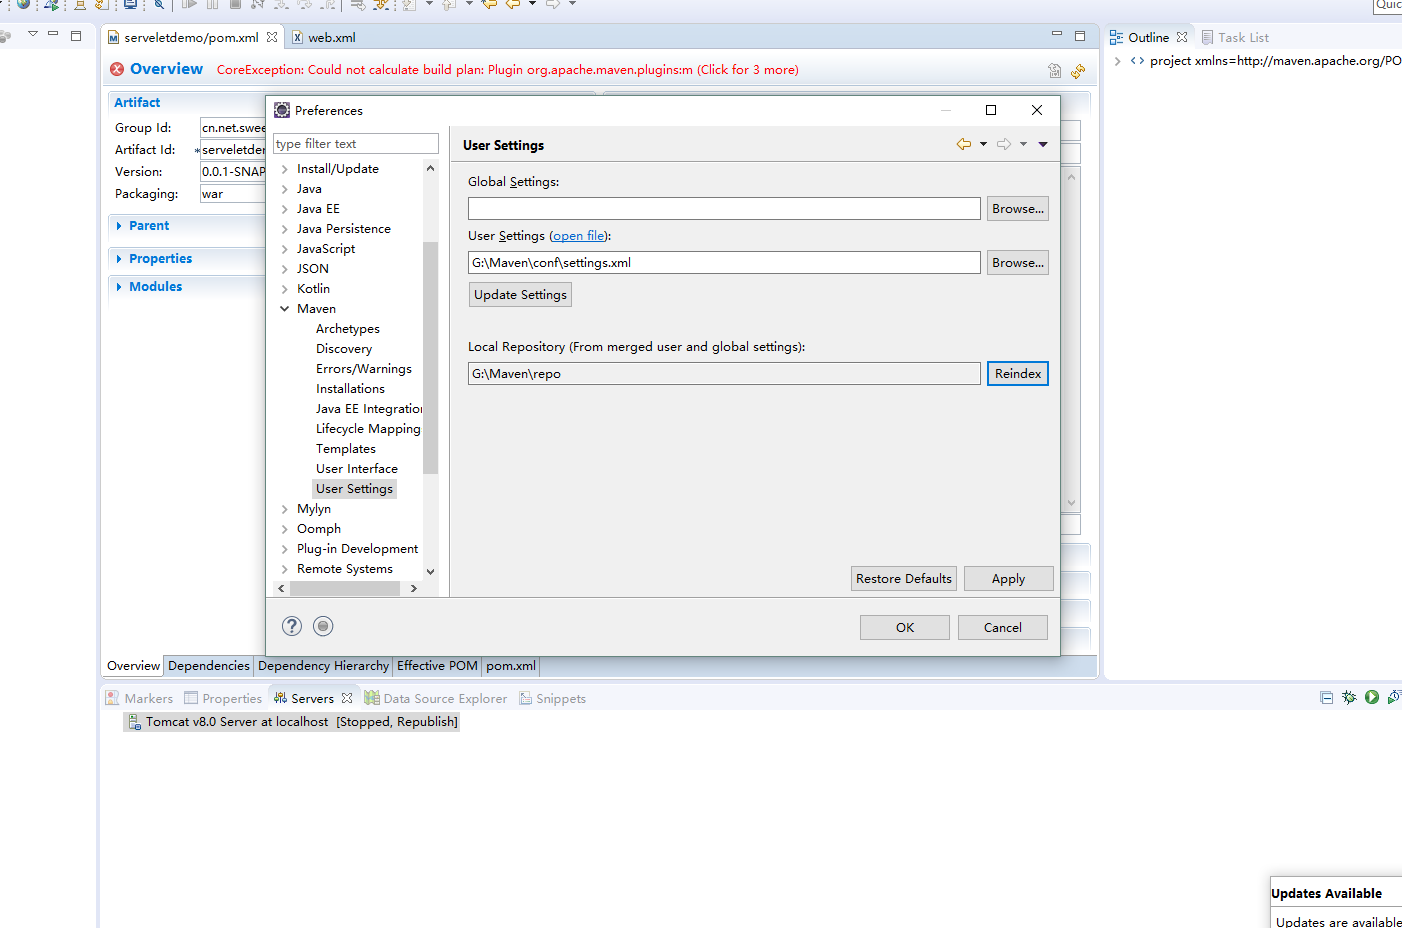 Quic
serveletdemo/pom.xml
web.xml
Outline
Task List
Overview
CoreException: Could not calculate build plan: Plugin org.apache.maven.plugins:m (Click for 3 more)
project xmlns=http://maven.apache.org/PO
Artifact
Group Id:
cn.net.swee
Artifact Id:
*serveletder
Version:
0.0.1-SNAP
Packaging:
war
Parent
Properties
Modules
Preferences
type filter text
Install/Update
Java
Java EE
Java Persistence
JavaScript
JSON
Kotlin
Maven
Archetypes
Discovery
Errors/Warnings
Installations
Java EE Integration
Lifecycle Mapping
Templates
User Interface
User Settings
Mylyn
Oomph
Plug-in Development
Remote Systems
User Settings
Global Settings:
Browse...
User Settings (open file):
G:\Maven\conf\settings.xml
Browse...
Update Settings
Local Repository (From merged user and global settings):
G:\Maven\repo
Reindex
Restore Defaults
Apply
OK
Cancel
Overview
Dependencies
Dependency Hierarchy
Effective POM
pom.xml
Markers
Properties
Servers
Data Source Explorer
Snippets
Tomcat v8.0 Server at localhost [Stopped, Republish]
Updates Available
Updates are available